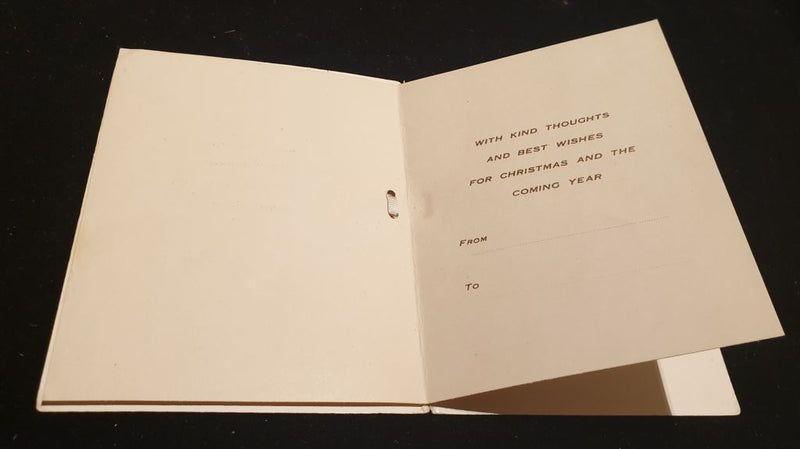 WITH KIND THOUGHTS
AND BEST WISHES
FOR CHRISTMAS AND THE
COMING YEAR
FROM
TO